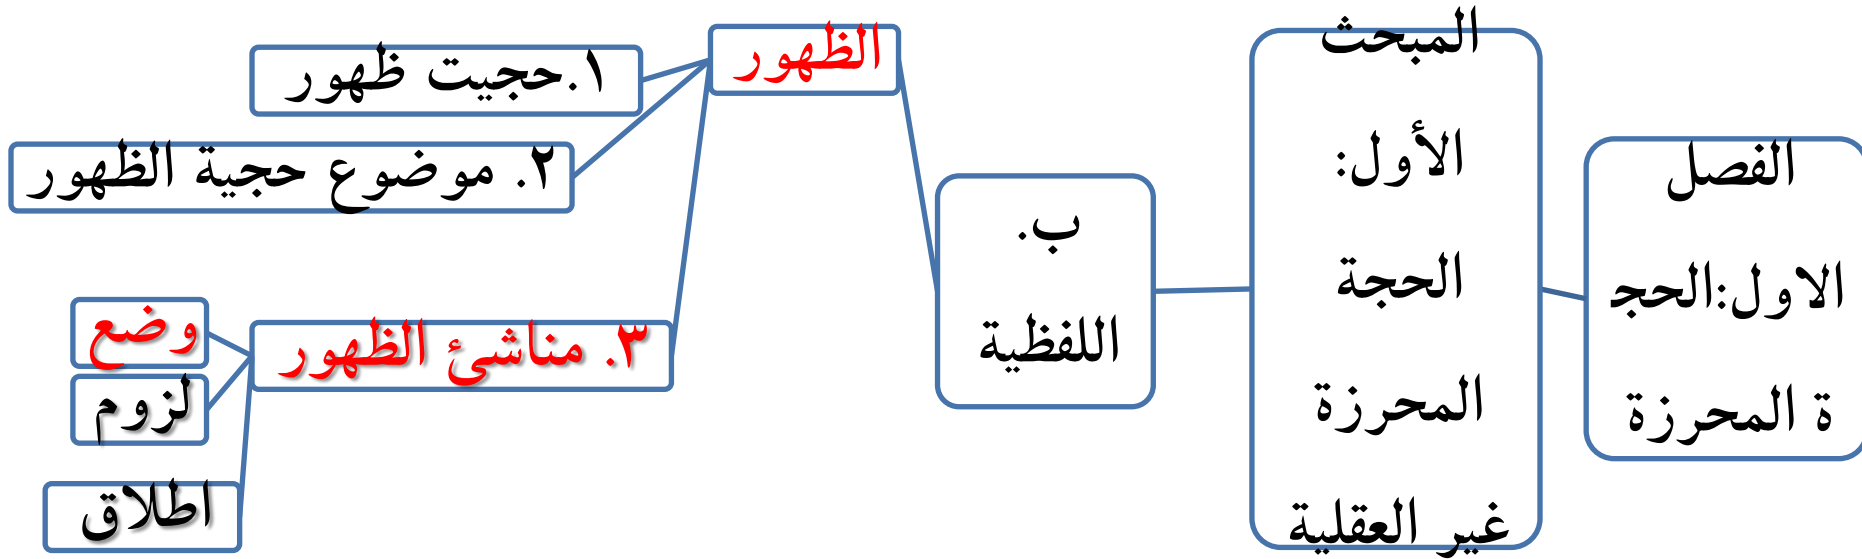 الفصل
الاول:الحج
ة المحرزة
المبحث
الأول:
الحجة
المحرزة
غير العقلية
ب.
اللفظية
الظهور
١.حجيت ظهور
٢. موضوع حجية الظهور
٣. مناشئ الظهور
وضع
لزوم
اطلاق